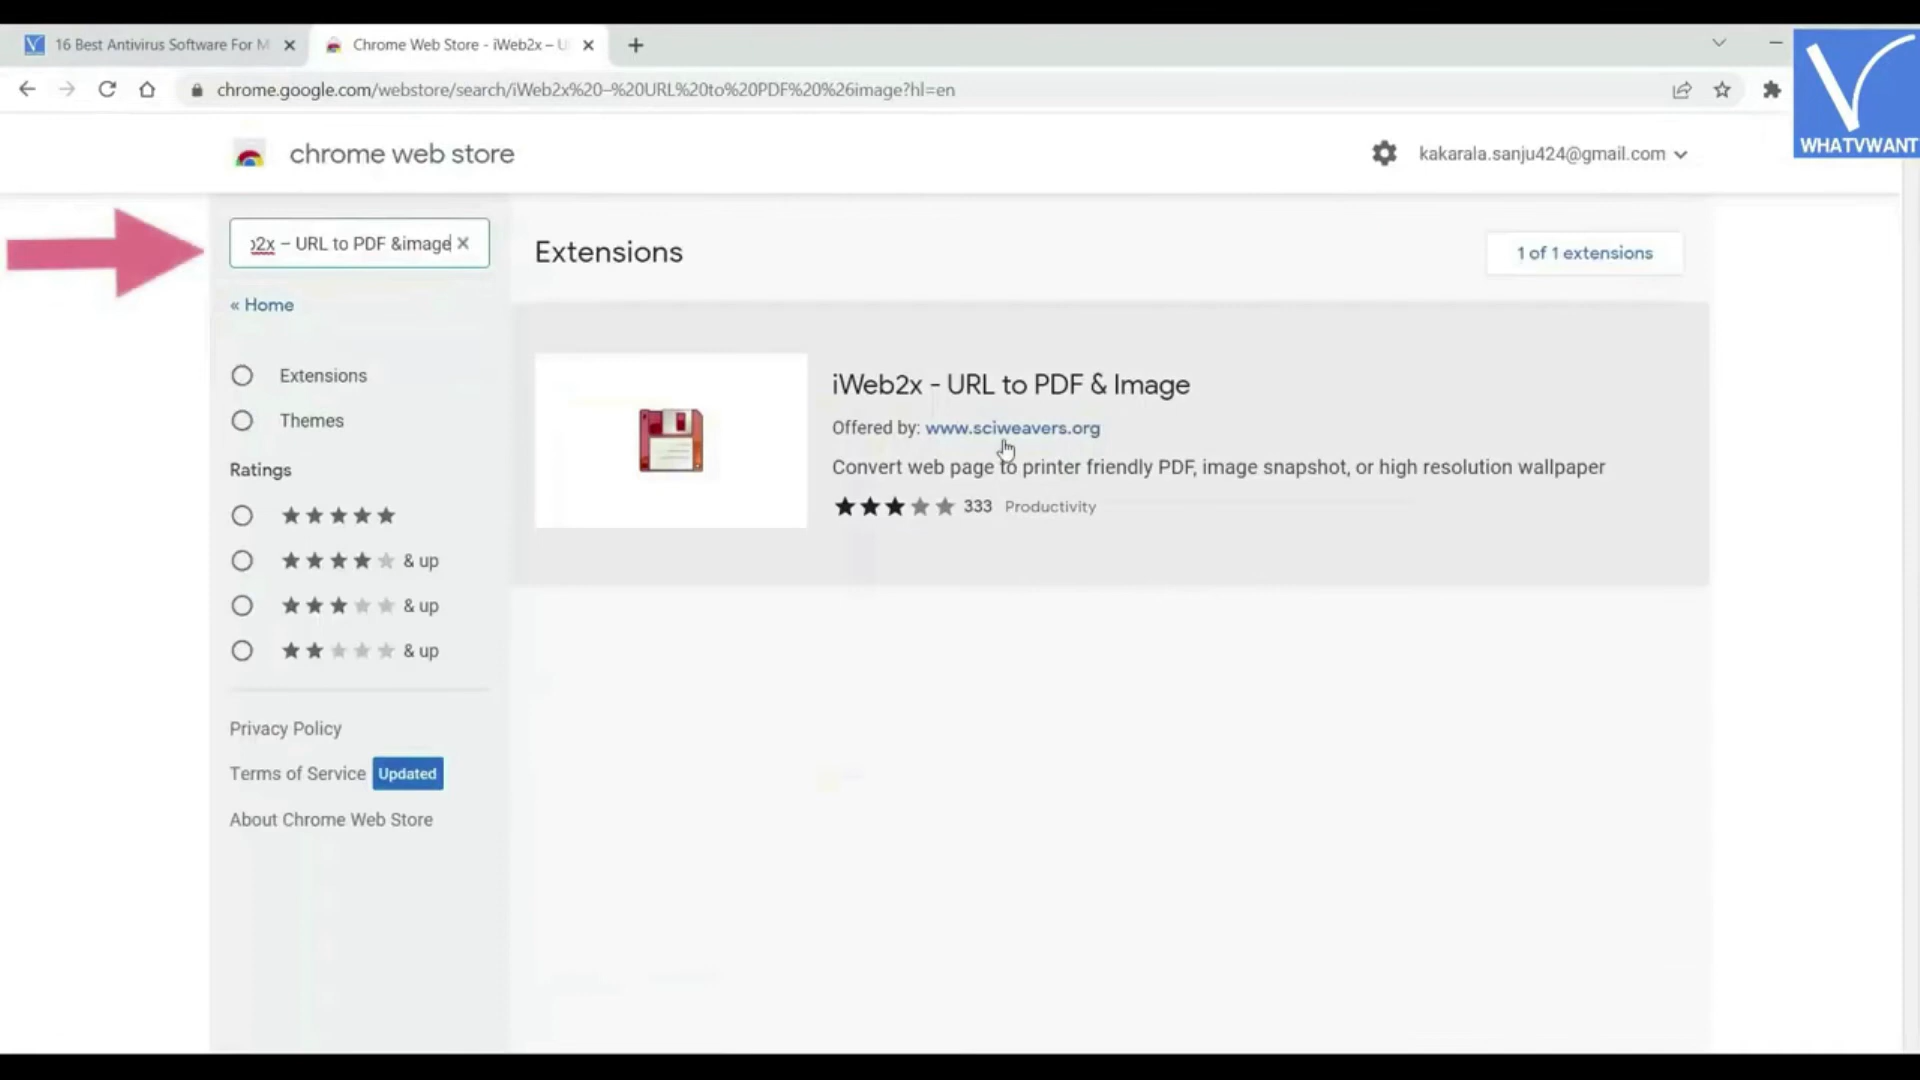 16 Best Antivirus Software For M
Chrome Web Store - iWeb2x – U
chrome.google.com/webstore/search/iWeb2x%20–%20URL%20to%20PDF%20%26image?hl=en
WHATVWANT
chrome web store
kakarala.sanju424@gmail.com
2x – URL to PDF &image
Extensions
1 of 1 extensions
« Home
Extensions
Themes
Ratings
& up
& up
& up
iWeb2x - URL to PDF & Image
Offered by: www.sciweavers.org
Convert web page to printer friendly PDF, image snapshot, or high resolution wallpaper
333 Productivity
Privacy Policy
Terms of Service Updated
About Chrome Web Store